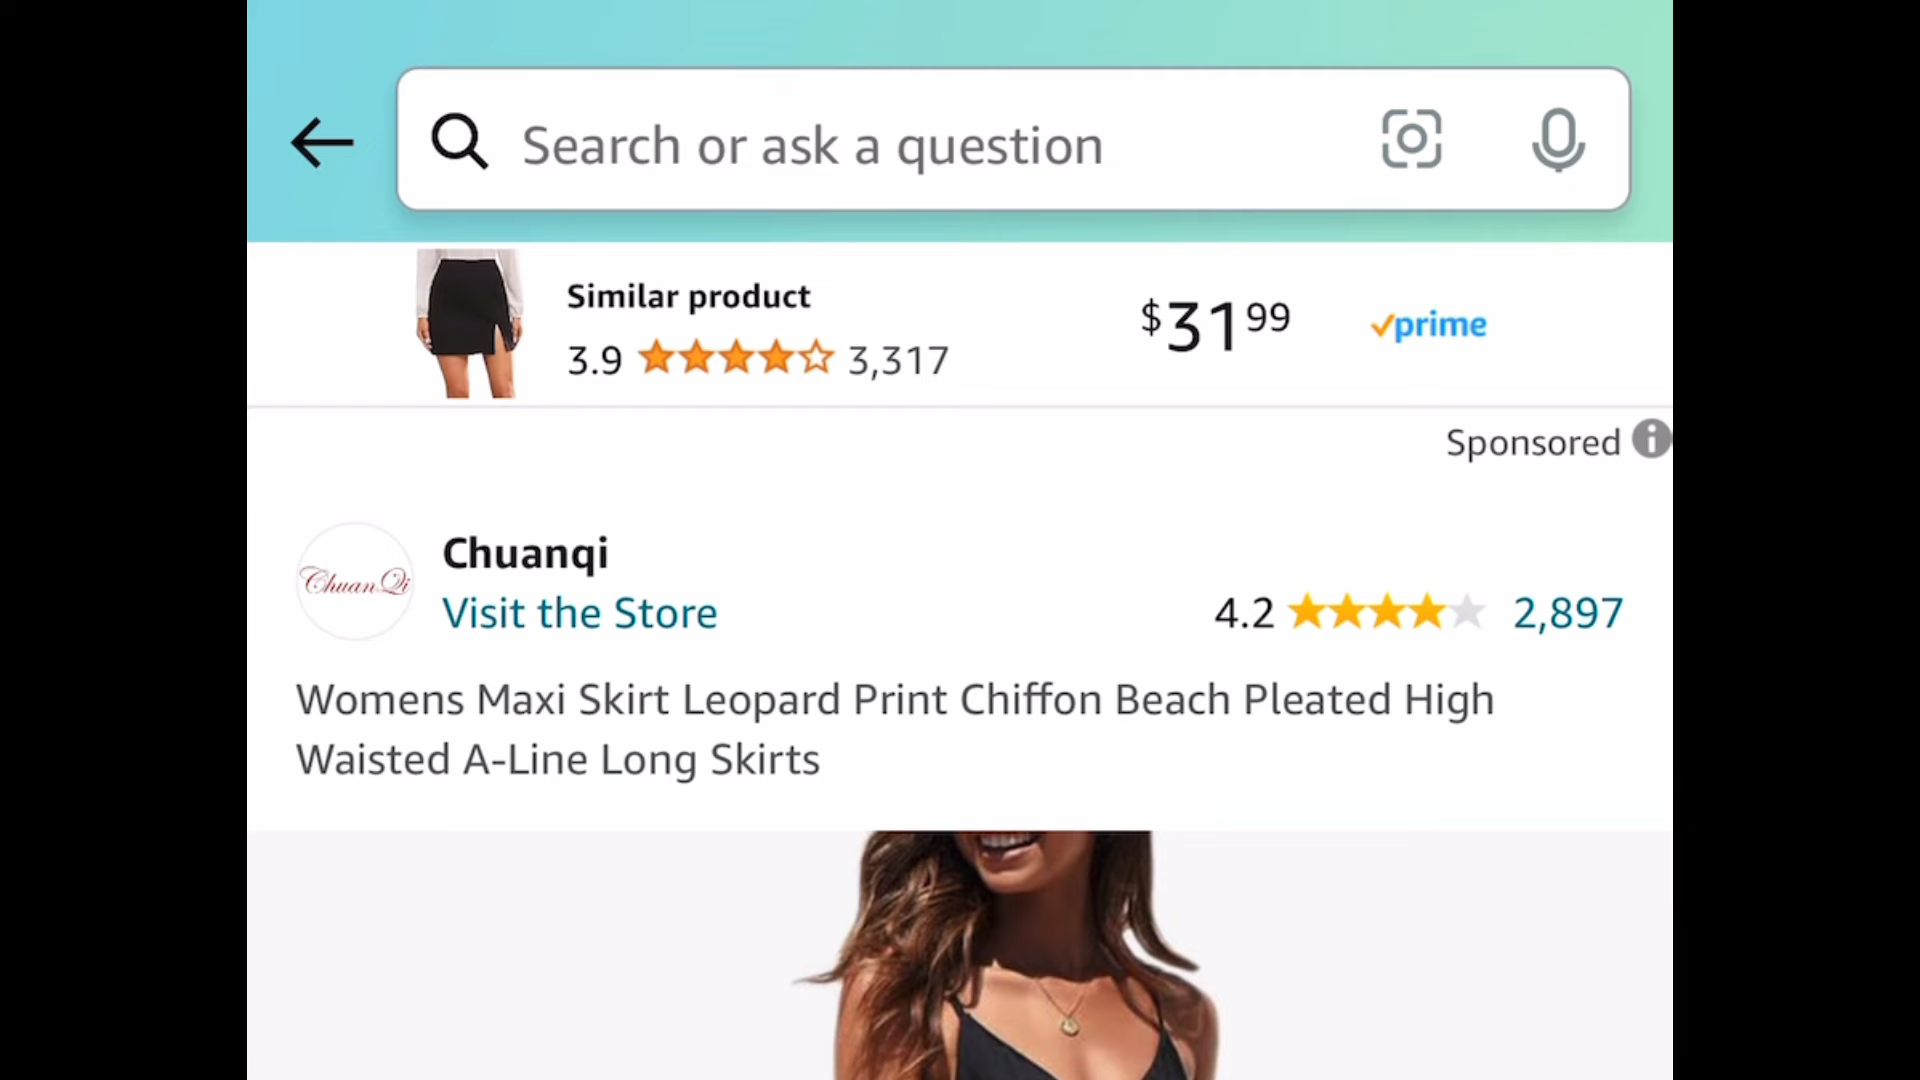 Search or ask a question
Similar product
3.9 3,317
$31 99
prime
Sponsored
ChuanQi
Chuanqi
Visit the Store
4.2 2,897
Womens Maxi Skirt Leopard Print Chiffon Beach Pleated High
Waisted A-Line Long Skirts